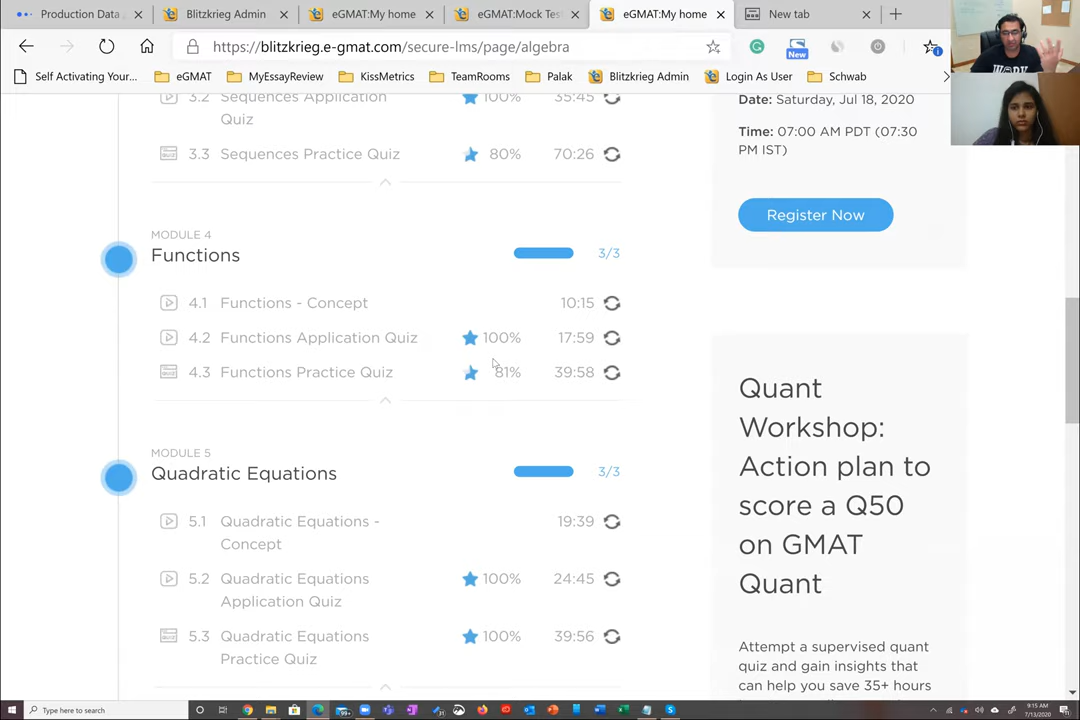 Production Data
Blitzkrieg Admin
eGMAT:My home
eGMAT:Mock Tes
eGMAT:My home
New tab
https://blitzkrieg.e-gmat.com/secure-lms/page/algebra
New
Self Activating Your...
eGMAT
MyEssayReview
KissMetrics
TeamRooms
Palak
Blitzkrieg Admin
Login As User
Schwab
3.2 Sequences Application Quiz 100% 35:45
3.3 Sequences Practice Quiz 80% 70:26
MODULE 4
Functions 3/3
4.1 Functions - Concept 10:15
4.2 Functions Application Quiz 100% 17:59
4.3 Functions Practice Quiz 81% 39:58
MODULE 5
Quadratic Equations 3/3
5.1 Quadratic Equations - Concept 19:39
5.2 Quadratic Equations Application Quiz 100% 24:45
5.3 Quadratic Equations Practice Quiz 100% 39:56
Date: Saturday, Jul 18, 2020
Time: 07:00 AM PDT (07:30
PM IST)
Register Now
Quant
Workshop:
Action plan to
score a Q50
on GMAT
Quant
Attempt a supervised quant
quiz and gain insights that
can help you save 35+ hours
Type here to search
9:15 AM
7/13/2020